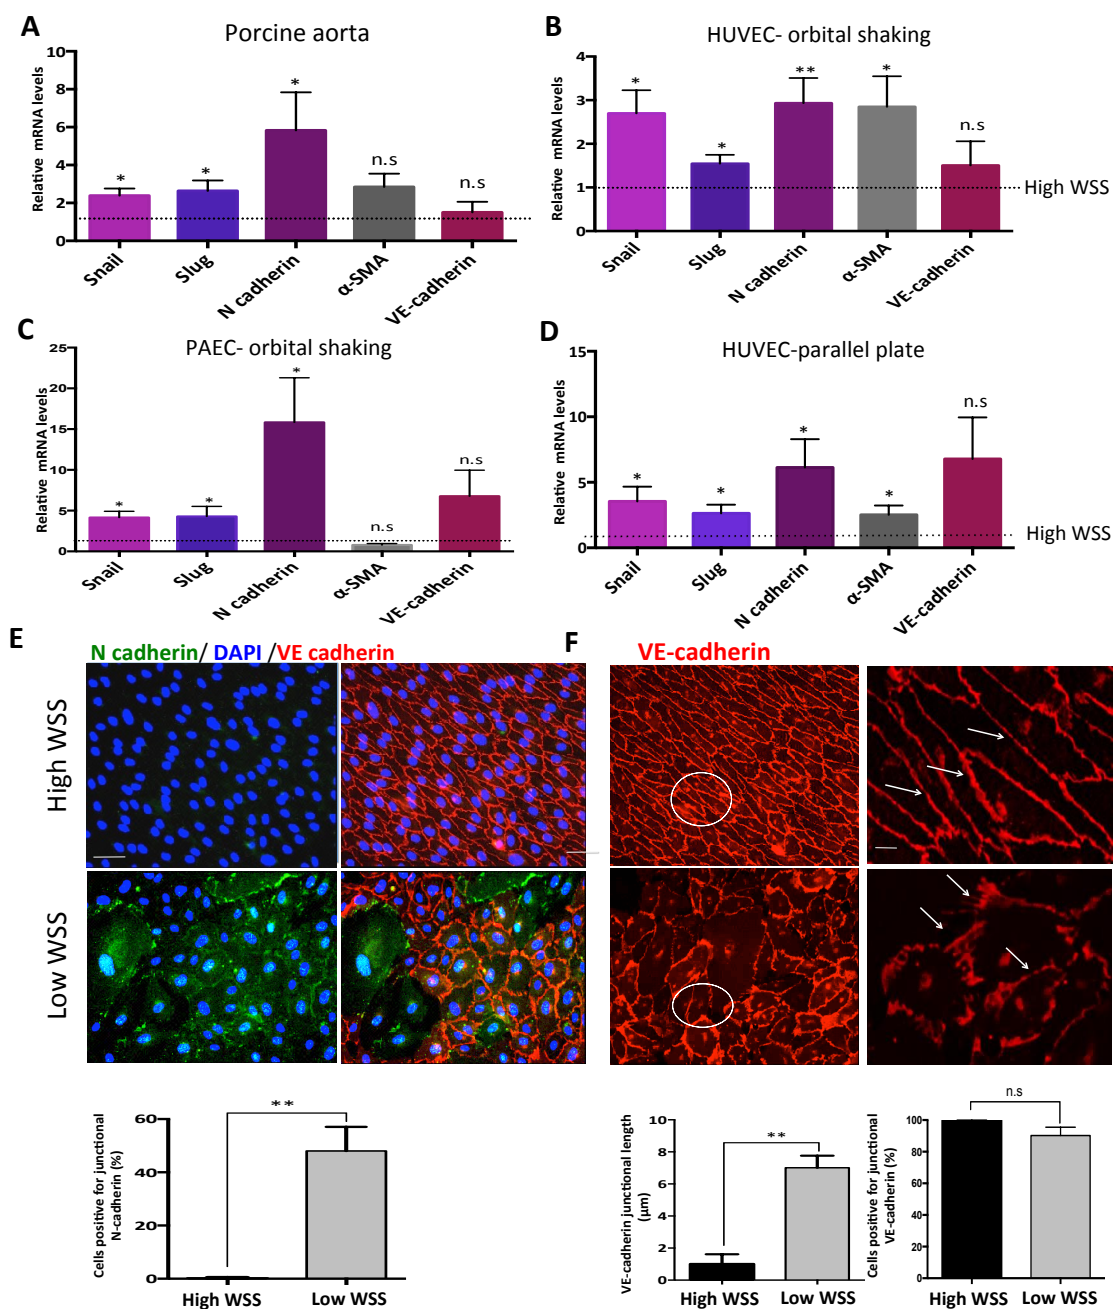 A
Porcine aorta
Relative mRNA levels
10
8
6
4
2
0
*
*
*
n.s
n.s
Snail
Slug
N cadherin
α-SMA
VE-cadherin
B
HUVEC- orbital shaking
Relative mRNA levels
4
3
2
1
0
*
*
**
*
n.s
High WSS
Snail
Slug
N cadherin
α-SMA
VE-cadherin
C
PAEC- orbital shaking
Relative mRNA levels
25
20
15
10
5
0
*
*
*
n.s
n.s
Snail
Slug
N cadherin
α-SMA
VE-cadherin
D
HUVEC-parallel plate
Relative mRNA levels
15
10
5
0
*
*
*
*
n.s
High WSS
Snail
Slug
N cadherin
α-SMA
VE-cadherin
E
N cadherin/ DAPI /VE cadherin
High WSS
Low WSS
Cells positive for junctional
N-cadherin (%)
60
40
20
0
**
High WSS
Low WSS
F
VE-cadherin
VE-cadherin junctional length
(μm)
10
8
6
4
2
0
**
High WSS
Low WSS
Cells positive for junctional
VE-cadherin (%)
100
80
60
40
20
0
n.s
High WSS
Low WSS